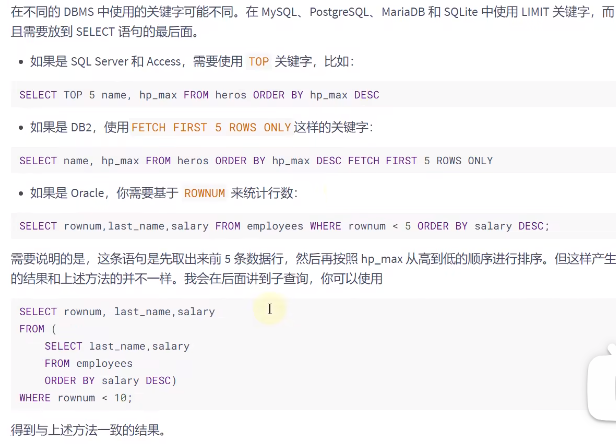 在不同的 DBMS 中使用的关键字可能不同。在 MySQL、PostgreSQL、MariaDB 和 SQLite 中使用 LIMIT 关键字，而
且需要放到 SELECT 语句的最后面。
• 如果是 SQL Server 和 Access，需要使用 TOP 关键字，比如：
SELECT TOP 5 name, hp_max FROM heros ORDER BY hp_max DESC
• 如果是 DB2，使用FETCH FIRST 5 ROWS ONLY这样的关键字：
SELECT name, hp_max FROM heros ORDER BY hp_max DESC FETCH FIRST 5 ROWS ONLY
• 如果是 Oracle，你需要基于 ROWNUM 来统计行数：
SELECT rownum,last_name,salary FROM employees WHERE rownum < 5 ORDER BY salary DESC;
需要说明的是，这条语句是先取出来前 5 条数据行，然后再按照 hp_max 从高到低的顺序进行排序。但这样产生
的结果和上述方法的并不一样。我会在后面讲到子查询，你可以使用
SELECT rownum, last_name,salary
FROM (
SELECT last_name,salary
FROM employees
ORDER BY salary DESC)
WHERE rownum < 10;
得到与上述方法一致的结果。